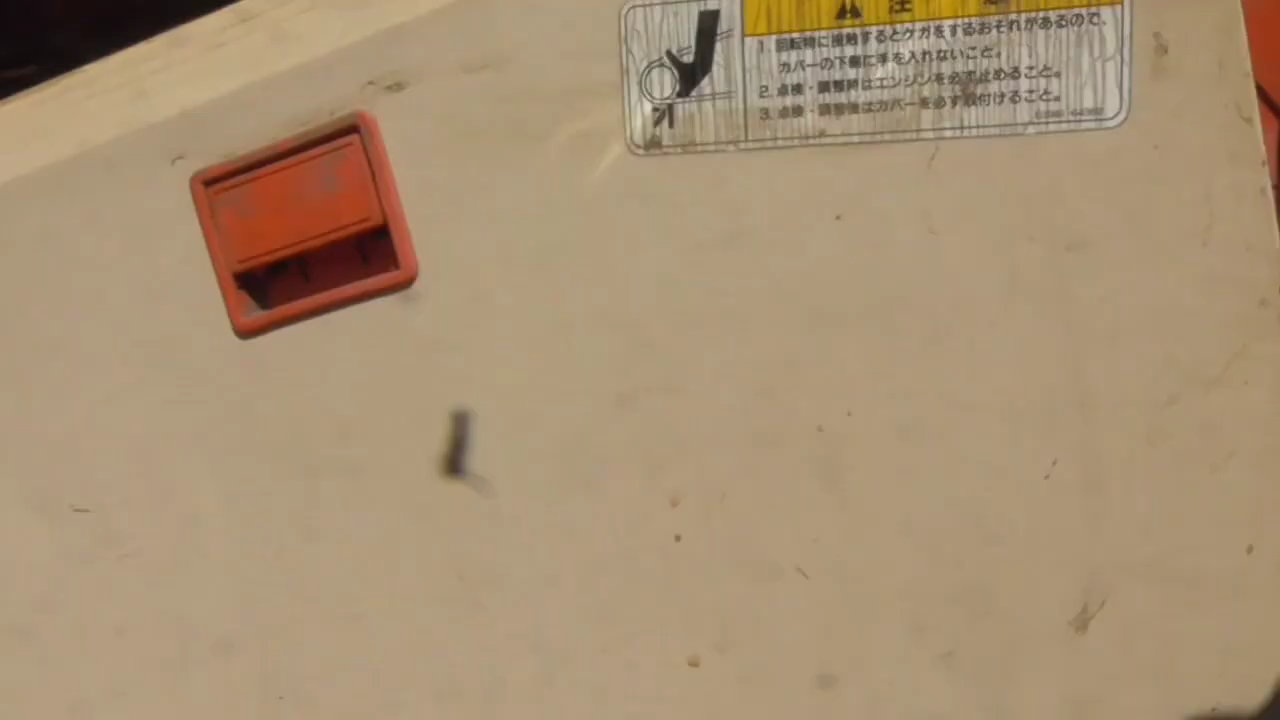 注 意
1. 回転物に接触するとケガをするおそれがあるので、
カバーの下側に手を入れないこと。
2. 点検・調整時はエンジンを必ず止めること。
3. 点検・調整後はカバーを必ず取付けること。